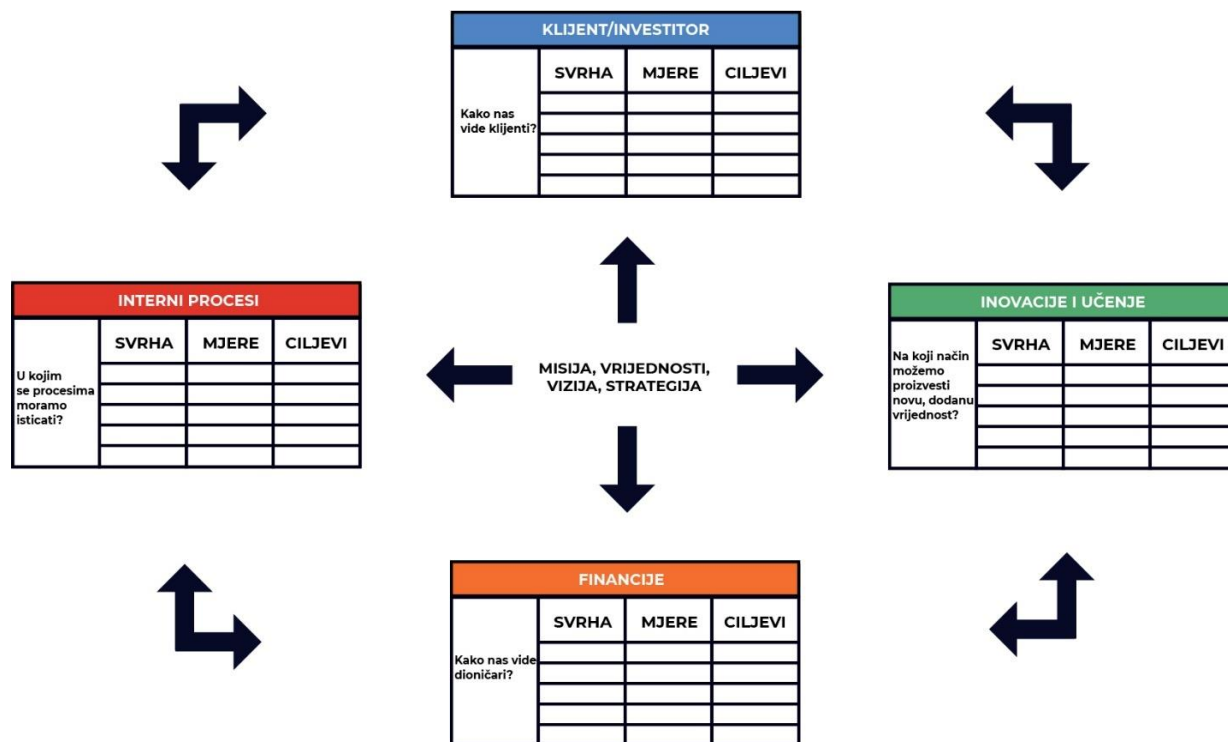 KLIJENT/INVESTITOR
SVRHA MJERE CILJEVI
Kako nas
vide klijenti?
INTERNI PROCESI
SVRHA MJERE CILJEVI
U kojim
se procesima
moramo
isticati?
MISIJA, VRIJEDNOSTI,
VIZIJA, STRATEGIJA
INOVACIJE I UČENJE
SVRHA MJERE CILJEVI
Na koji način
možemo
proizvesti
novu, dodanu
vrijednost?
FINANCIJE
SVRHA MJERE CILJEVI
Kako nas vide
dioničari?